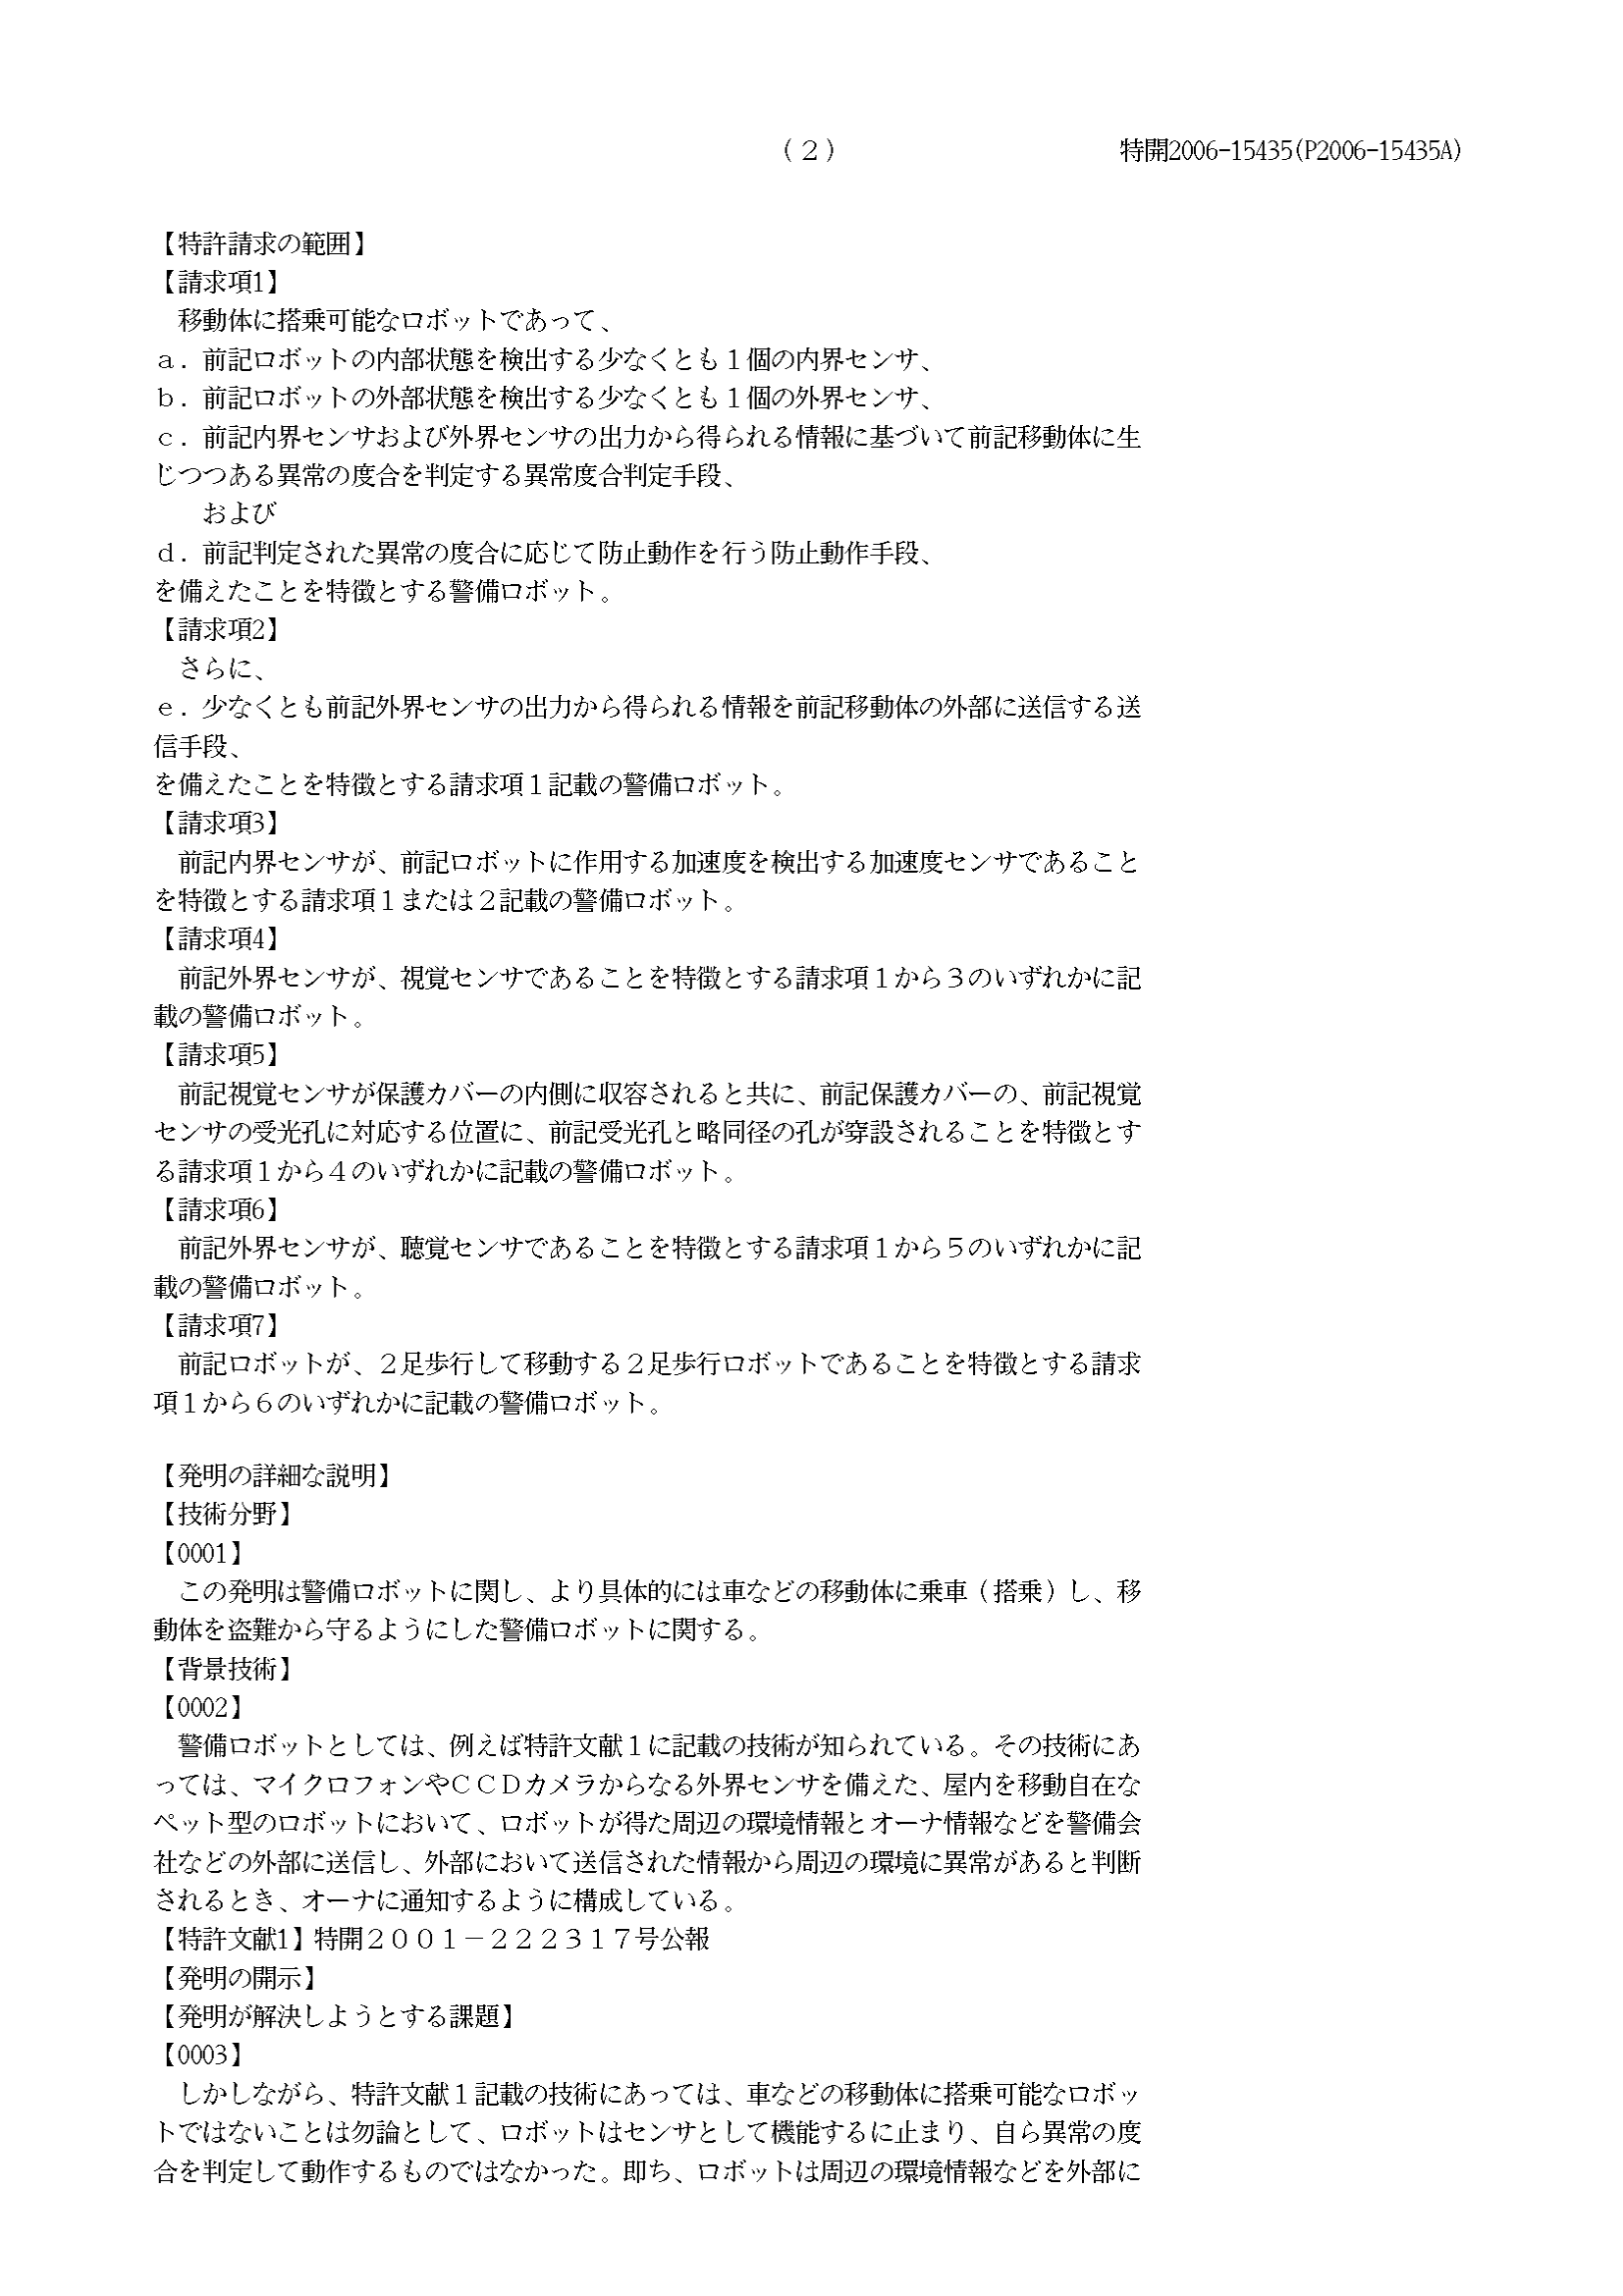 (２)
特開2006-15435(P2006-15435A)
【特許請求の範囲】
【請求項1】
　移動体に搭乗可能なロボットであって、
ａ．前記ロボットの内部状態を検出する少なくとも１個の内界センサ、
ｂ．前記ロボットの外部状態を検出する少なくとも１個の外界センサ、
ｃ．前記内界センサおよび外界センサの出力から得られる情報に基づいて前記移動体に生
じつつある異常の度合を判定する異常度合判定手段、
　　および
ｄ．前記判定された異常の度合に応じて防止動作を行う防止動作手段、
を備えたことを特徴とする警備ロボット。
【請求項2】
　さらに、
ｅ．少なくとも前記外界センサの出力から得られる情報を前記移動体の外部に送信する送
信手段、
を備えたことを特徴とする請求項１記載の警備ロボット。
【請求項3】
　前記内界センサが、前記ロボットに作用する加速度を検出する加速度センサであること
を特徴とする請求項１または２記載の警備ロボット。
【請求項4】
　前記外界センサが、視覚センサであることを特徴とする請求項１から３のいずれかに記
載の警備ロボット。
【請求項5】
　前記視覚センサが保護カバーの内側に収容されると共に、前記保護カバーの、前記視覚
センサの受光孔に対応する位置に、前記受光孔と略同径の孔が穿設されることを特徴とす
る請求項１から４のいずれかに記載の警備ロボット。
【請求項6】
　前記外界センサが、聴覚センサであることを特徴とする請求項１から５のいずれかに記
載の警備ロボット。
【請求項7】
　前記ロボットが、２足歩行して移動する２足歩行ロボットであることを特徴とする請求
項１から６のいずれかに記載の警備ロボット。
【発明の詳細な説明】
【技術分野】
【0001】
　この発明は警備ロボットに関し、より具体的には車などの移動体に乗車（搭乗）し、移
動体を盗難から守るようにした警備ロボットに関する。
【背景技術】
【0002】
　警備ロボットとしては、例えば特許文献１に記載の技術が知られている。その技術にあ
っては、マイクロフォンやＣＣＤカメラからなる外界センサを備えた、屋内を移動自在な
ペット型のロボットにおいて、ロボットが得た周辺の環境情報とオーナ情報などを警備会
社などの外部に送信し、外部において送信された情報から周辺の環境に異常があると判断
されるとき、オーナに通知するように構成している。
【特許文献1】特開２００１－２２２３１７号公報
【発明の開示】
【発明が解決しようとする課題】
【0003】
　しかしながら、特許文献１記載の技術にあっては、車などの移動体に搭乗可能なロボッ
トではないことは勿論として、ロボットはセンサとして機能するに止まり、自ら異常の度
合を判定して動作するものではなかった。即ち、ロボットは周辺の環境情報などを外部に